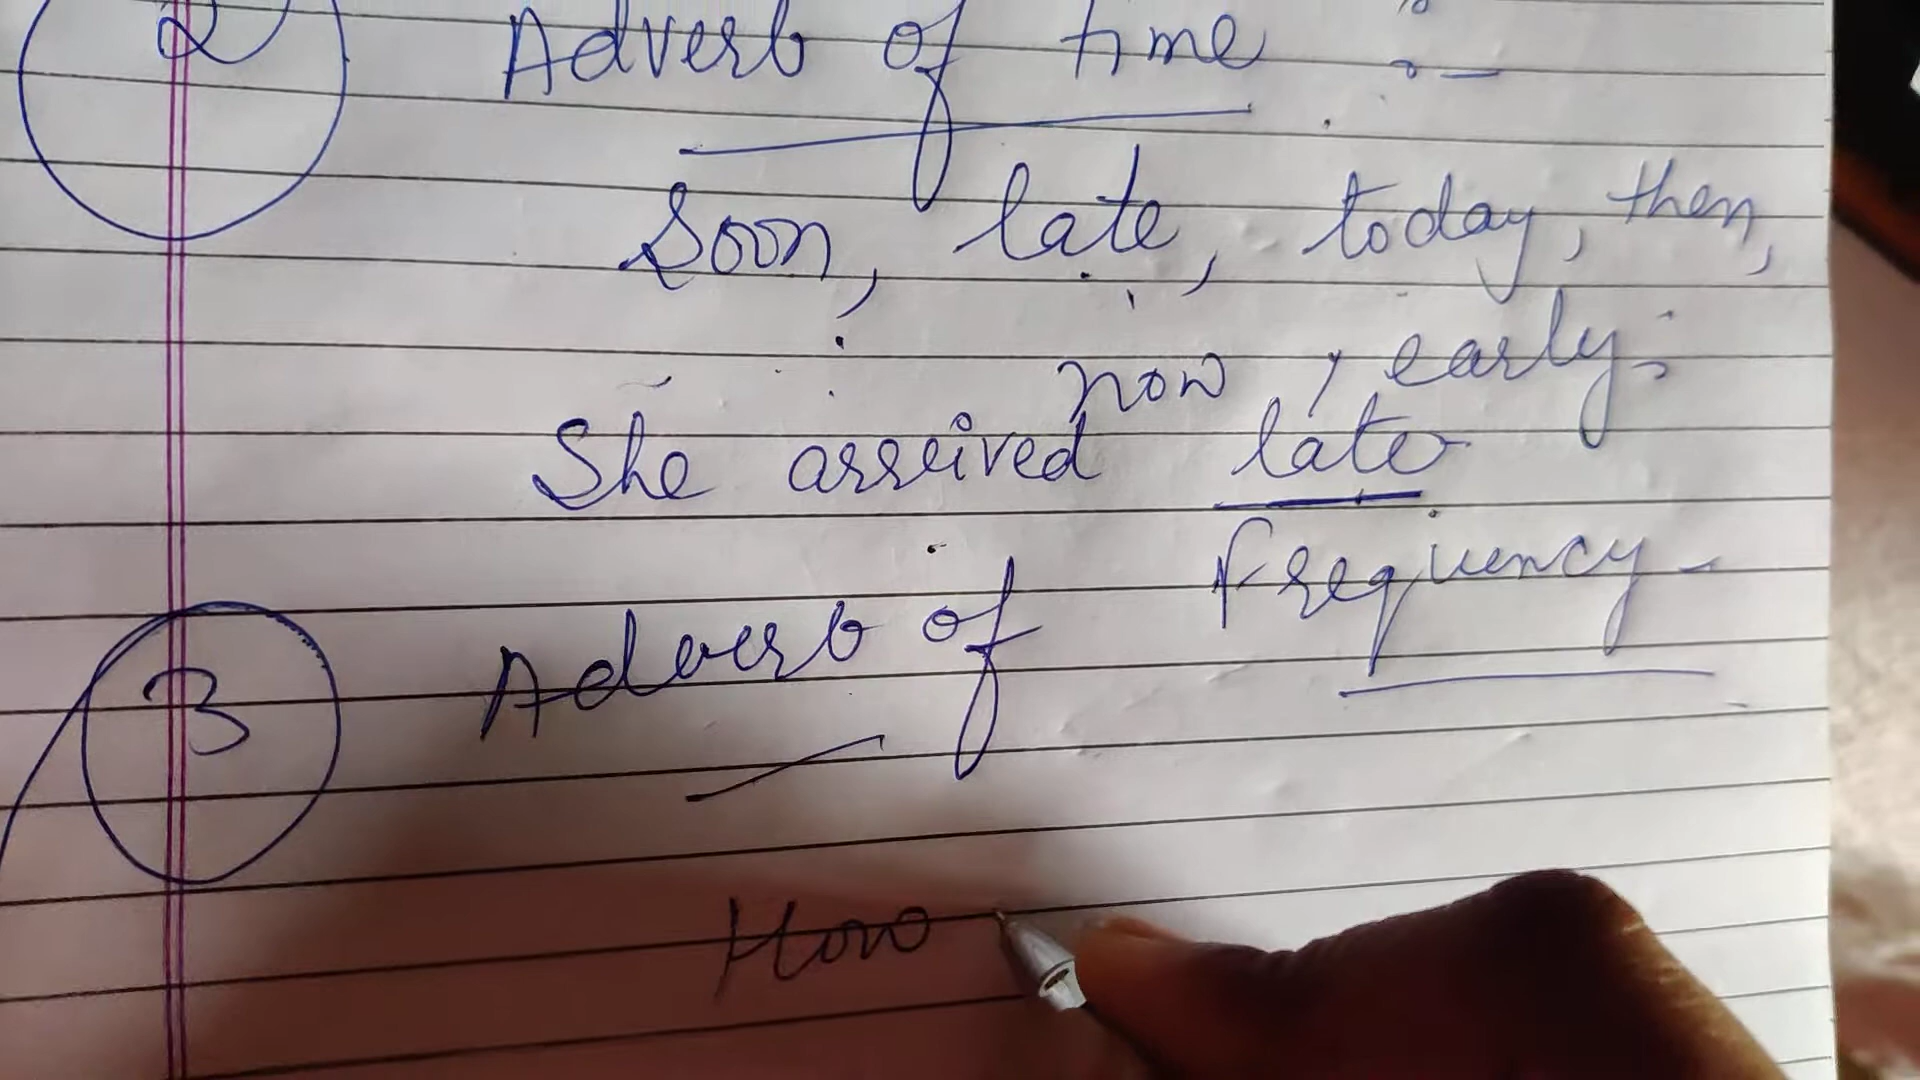 2 Adverb of time :-
Soon, late, today, then,
now, early.
She arrived late
3 Adverb of Frequency -
How